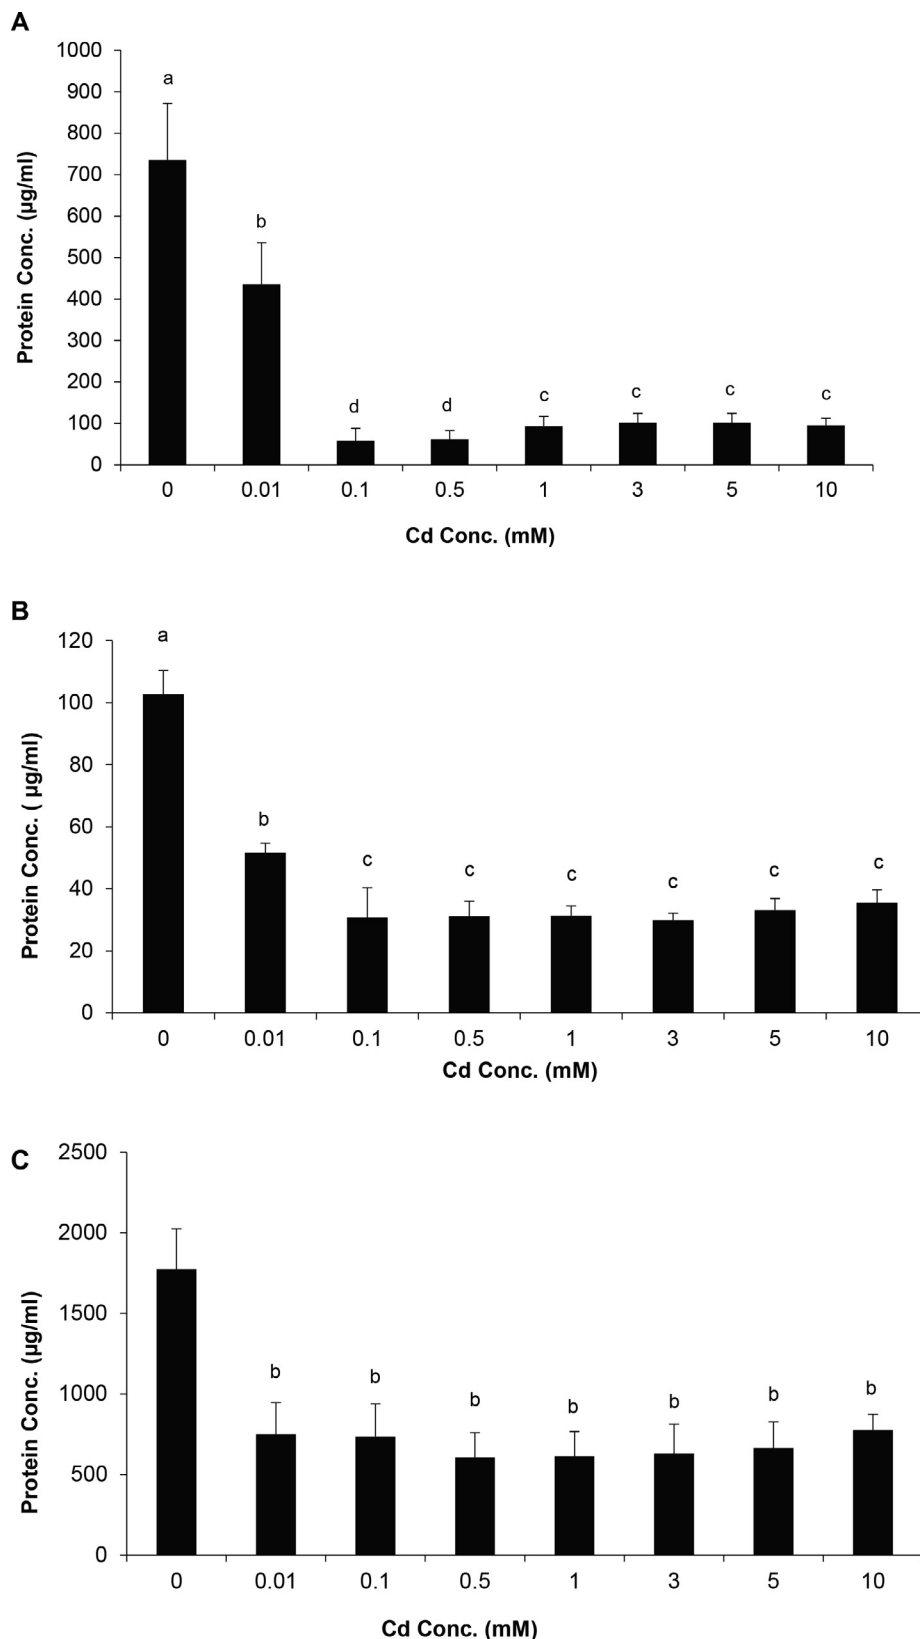 A
1000
a
900
800
700
600
b
500
400
300
200
d d c c c c
100
0
0 0.01 0.1 0.5 1 3 5 10
Protein Conc. (µg/ml)
Cd Conc. (mM)
B
120
a
100
80
60
b
c c c c c c
40
20
0
0 0.01 0.1 0.5 1 3 5 10
Protein Conc. ( µg/ml)
Cd Conc. (mM)
C
2500
2000
1500
1000
b b b b b b b
500
0
0 0.01 0.1 0.5 1 3 5 10
Protein Conc. (µg/ml)
Cd Conc. (mM)